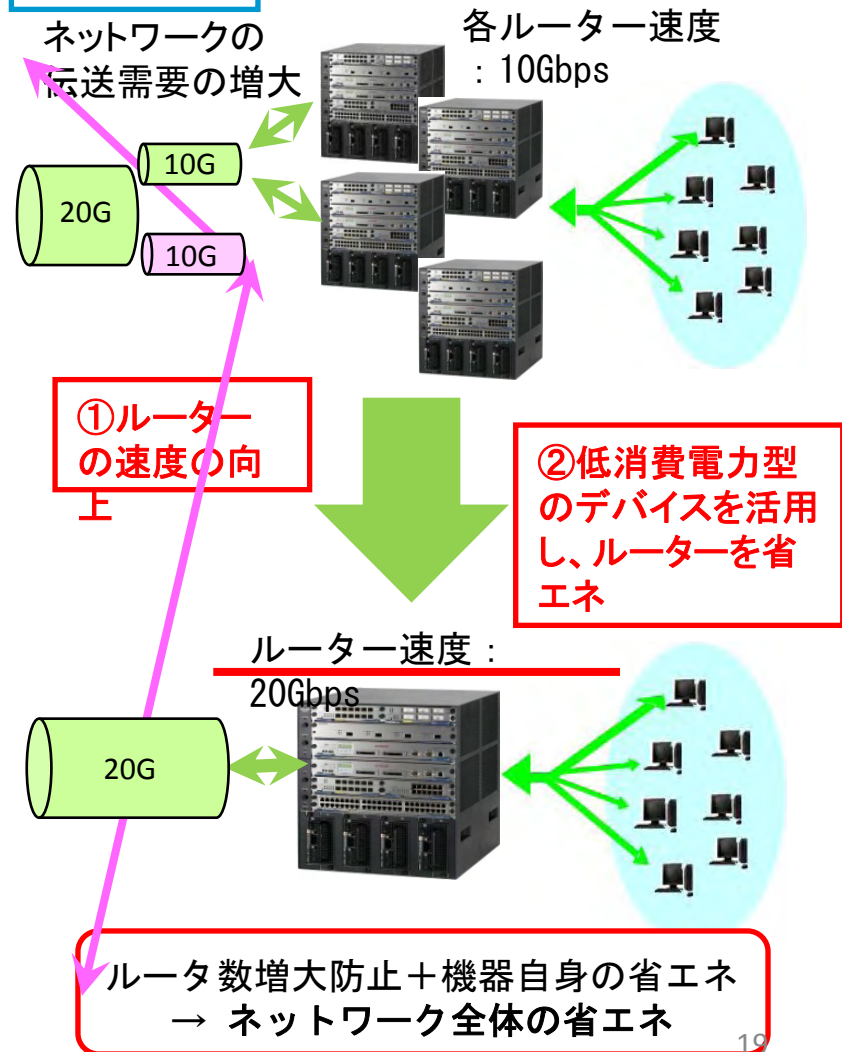 ネットワークの
伝送需要の増大
各ルーター速度
：10Gbps
10G
20G
10G
①ルーター
の速度の向
上
②低消費電力型
のデバイスを活用
し、ルーターを省
エネ
ルーター速度：
20Gbps
20G
ルータ数増大防止＋機器自身の省エネ
→ ネットワーク全体の省エネ
19